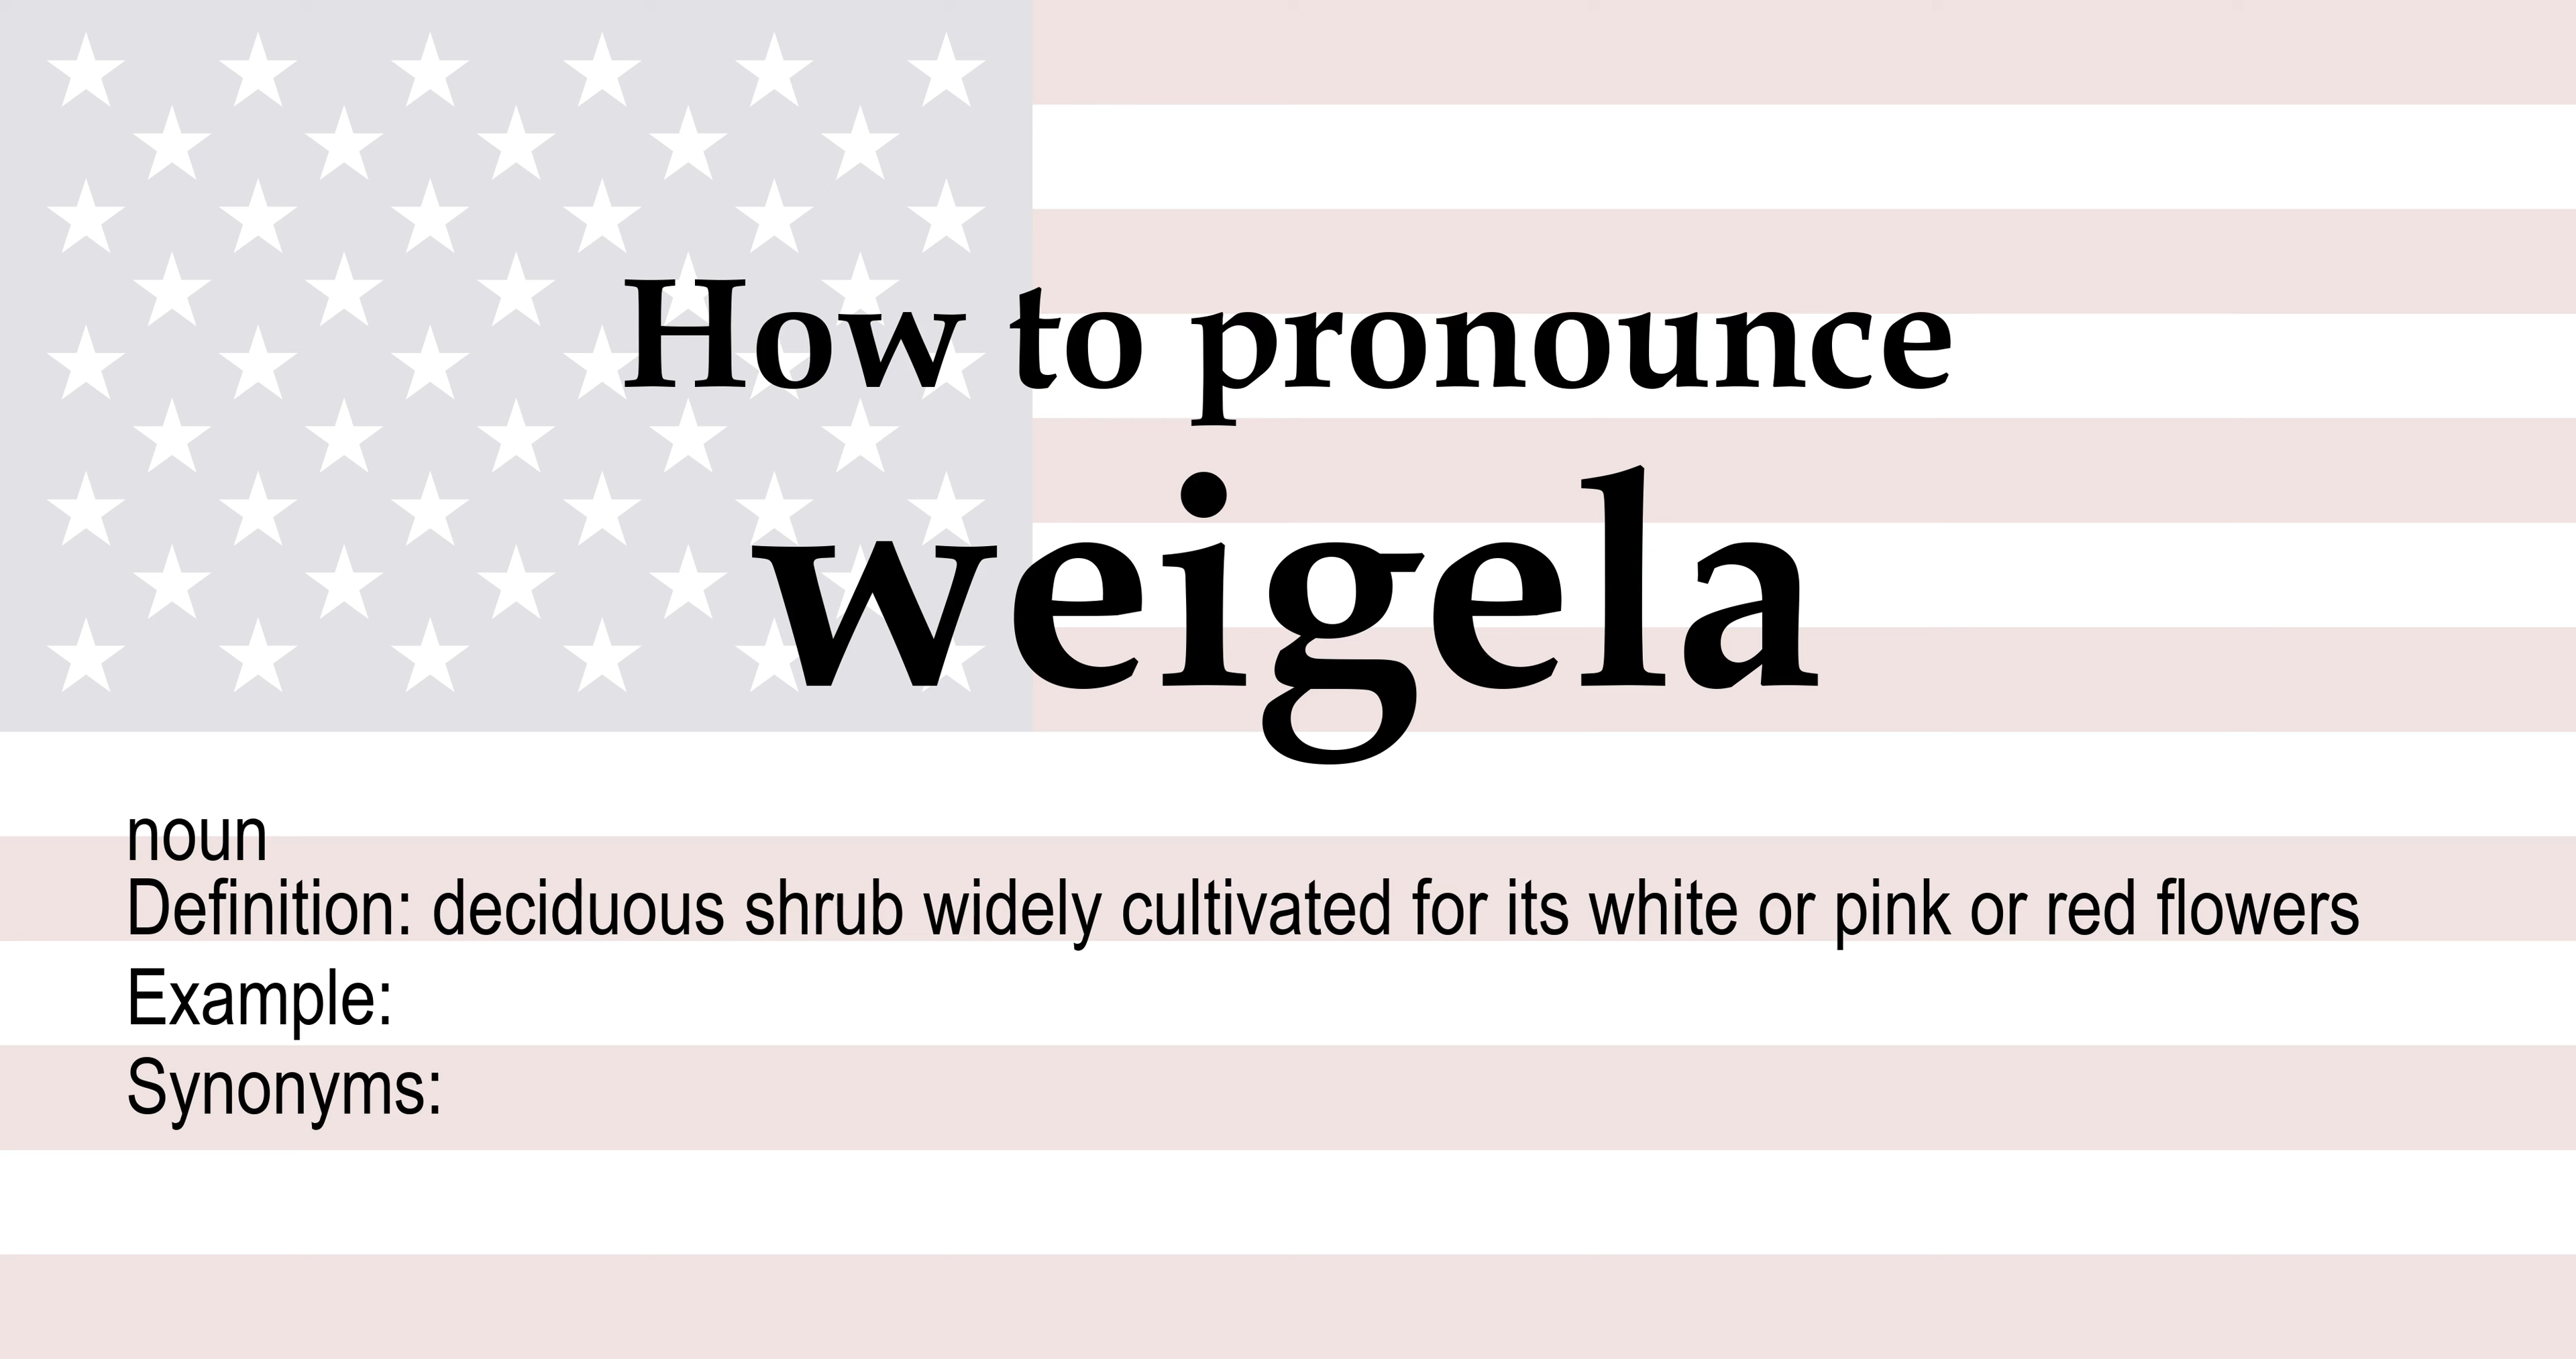 How to pronounce
weigela
noun
Definition: deciduous shrub widely cultivated for its white or pink or red flowers
Example:
Synonyms: